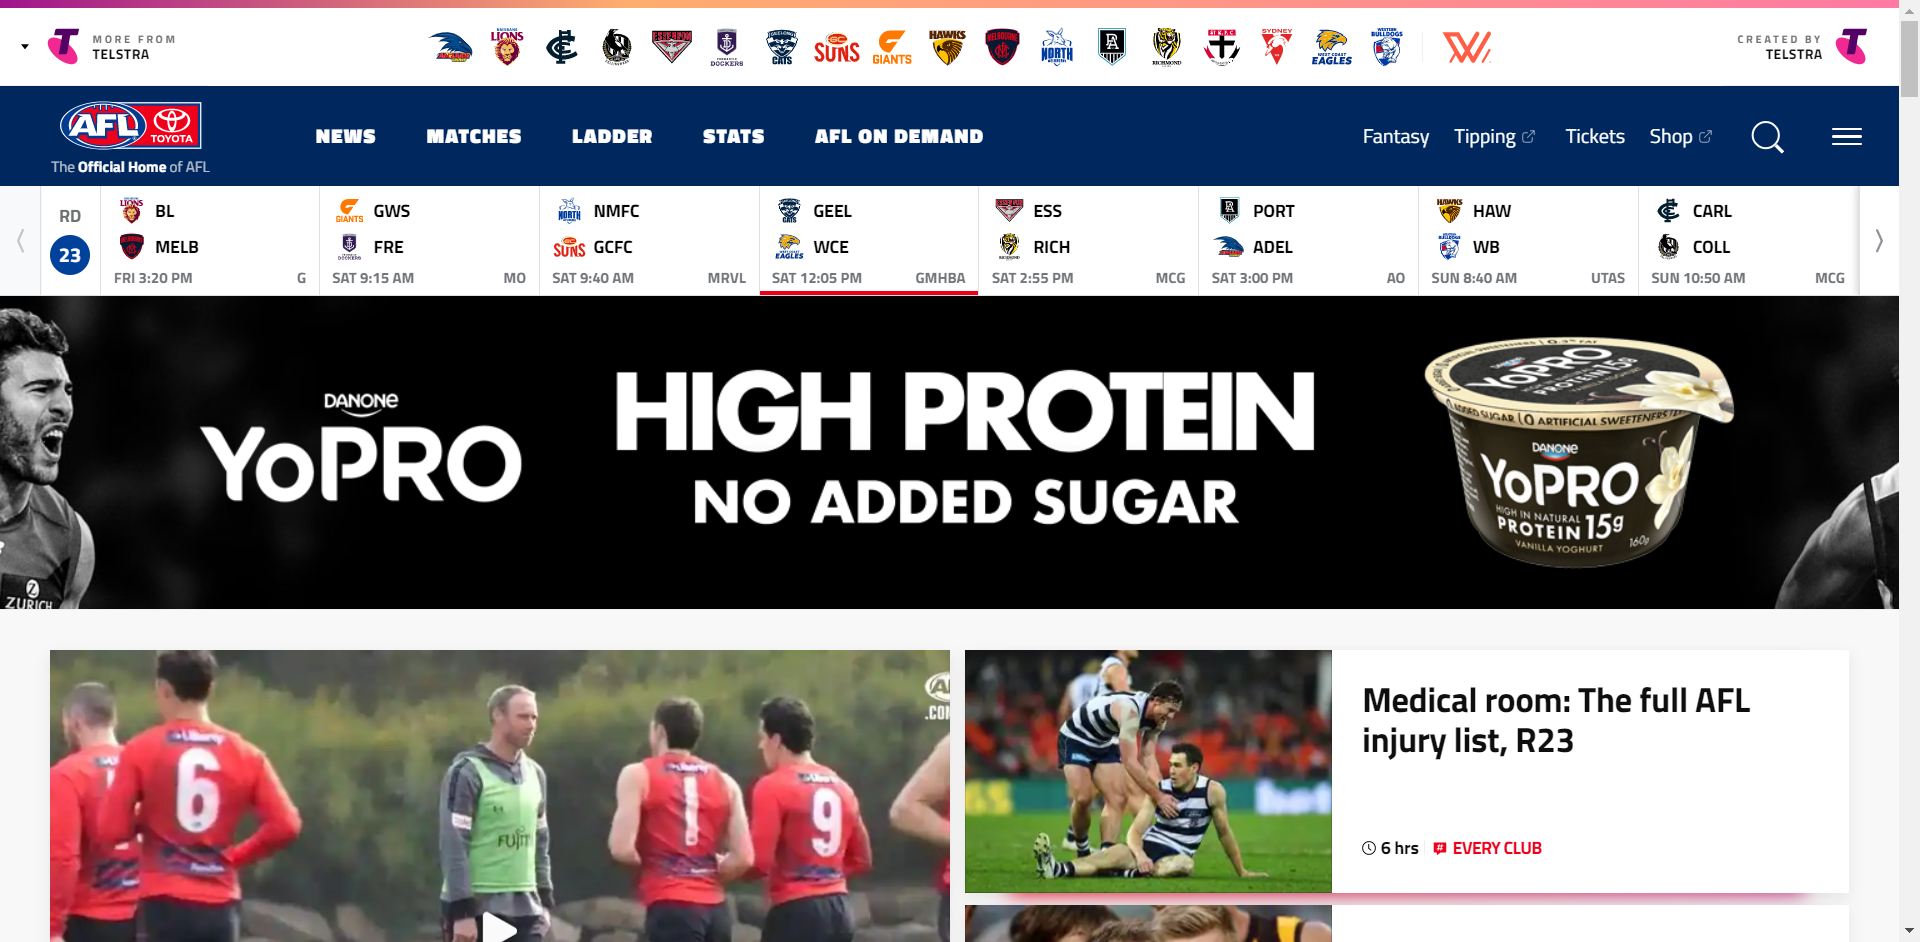 MORE FROM
TELSTRA
CREATED BY
TELSTRA
AFL
TOYOTA
The Official Home of AFL
NEWS
MATCHES
LADDER
STATS
AFL ON DEMAND
Fantasy
Tipping
Tickets
Shop
RD
23
BL
MELB
FRI 3:20 PM
G
GWS
FRE
SAT 9:15 AM
MO
NMFC
GCFC
SAT 9:40 AM
MRVL
GEEL
WCE
SAT 12:05 PM
GMHBA
ESS
RICH
SAT 2:55 PM
MCG
PORT
ADEL
SAT 3:00 PM
AO
HAW
WB
SUN 8:40 AM
UTAS
CARL
COLL
SUN 10:50 AM
MCG
DANONE
YoPRO
HIGH PROTEIN
NO ADDED SUGAR
YoPRO
PROTEIN 15g
ADDED SUGAR
0 ARTIFICIAL SWEETENERS
DANONE
YoPRO
HIGH IN NATURAL
PROTEIN 15g
VANILLA YOGHURT
160g
ZURICH
6
1
9
Medical room: The full AFL
injury list, R23
6 hrs
EVERY CLUB